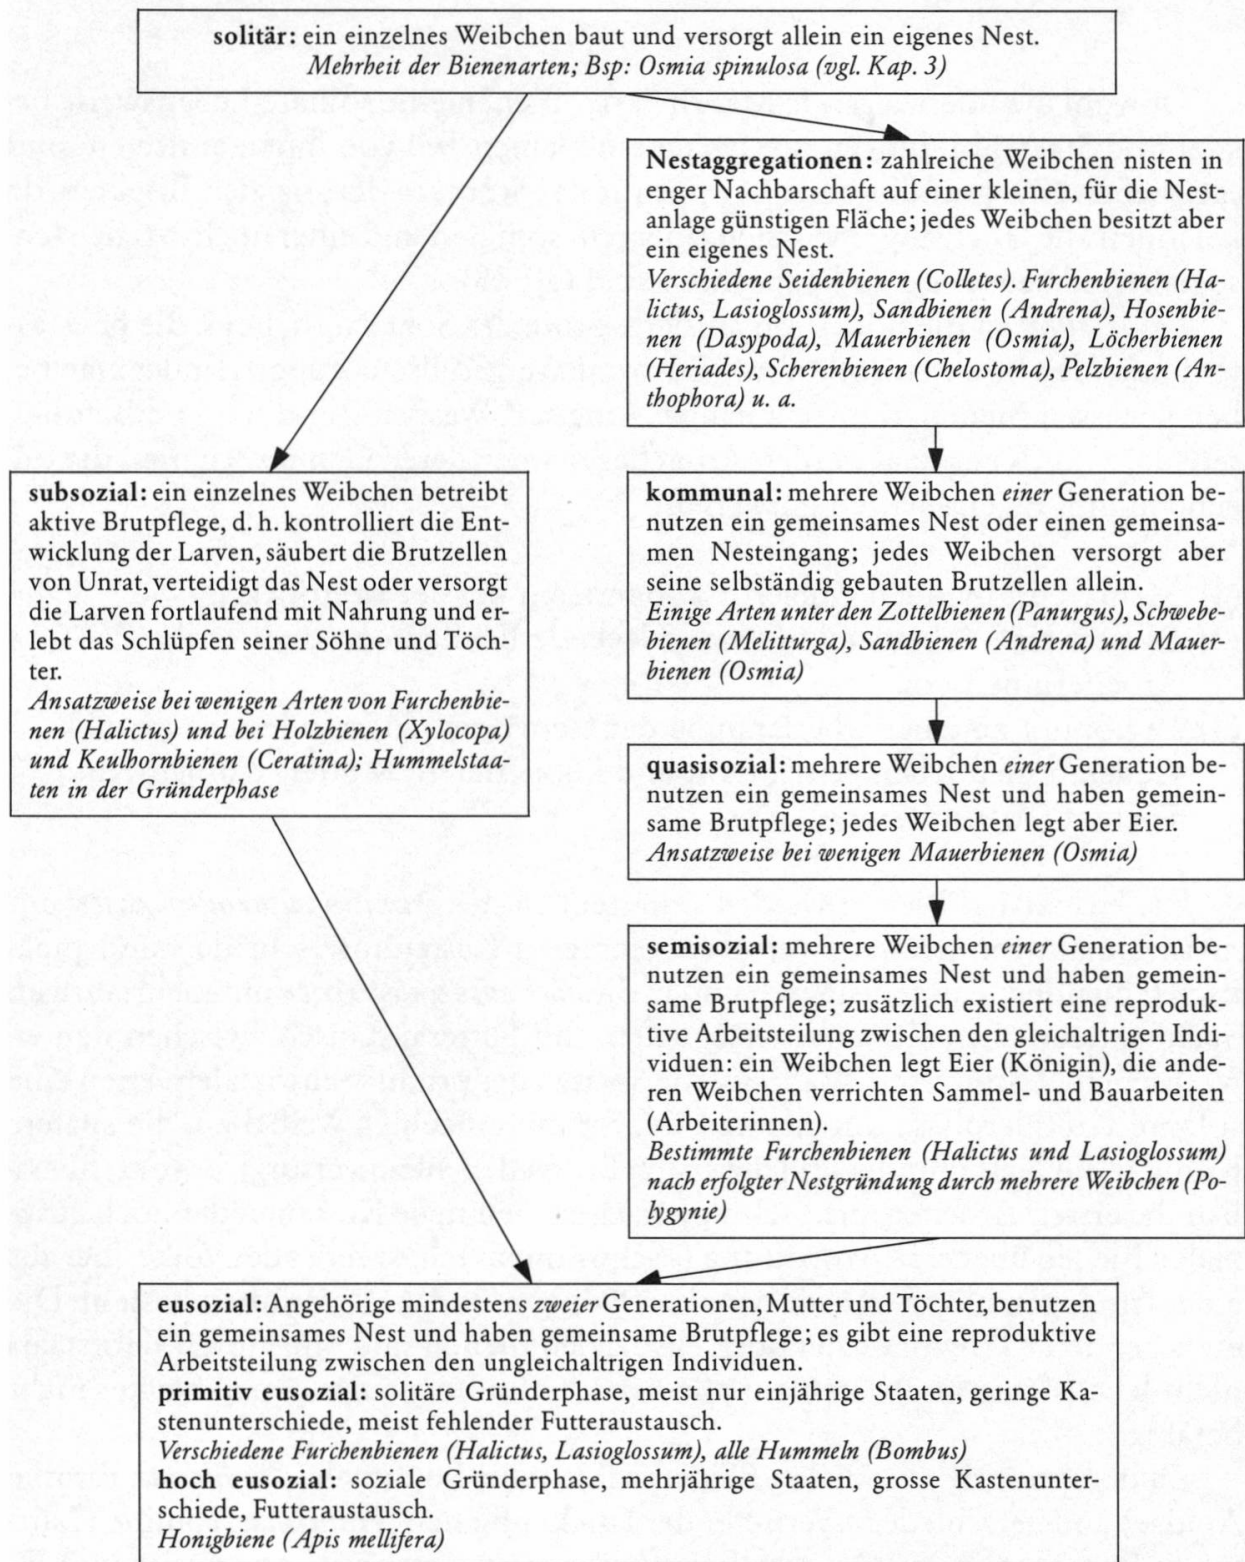 solitär: ein einzelnes Weibchen baut und versorgt allein ein eigenes Nest.
Mehrheit der Bienenarten; Bsp: Osmia spinulosa (vgl. Kap. 3)
Nestaggregationen: zahlreiche Weibchen nisten in
enger Nachbarschaft auf einer kleinen, für die Nest-
anlage günstigen Fläche; jedes Weibchen besitzt aber
ein eigenes Nest.
Verschiedene Seidenbienen (Colletes). Furchenbienen (Ha-
lictus, Lasioglossum), Sandbienen (Andrena), Hosenbie-
nen (Dasypoda), Mauerbienen (Osmia), Löcherbienen
(Heriades), Scherenbienen (Chelostoma), Pelzbienen (An-
thophora) u. a.
subsozial: ein einzelnes Weibchen betreibt
aktive Brutpflege, d. h. kontrolliert die Ent-
wicklung der Larven, säubert die Brutzellen
von Unrat, verteidigt das Nest oder versorgt
die Larven fortlaufend mit Nahrung und er-
lebt das Schlüpfen seiner Söhne und Töch-
ter.
Ansatzweise bei wenigen Arten von Furchenbie-
nen (Halictus) und bei Holzbienen (Xylocopa)
und Keulhornbienen (Ceratina); Hummelstaa-
ten in der Gründerphase
kommunal: mehrere Weibchen einer Generation be-
nutzen ein gemeinsames Nest oder einen gemeinsa-
men Nesteingang; jedes Weibchen versorgt aber
seine selbständig gebauten Brutzellen allein.
Einige Arten unter den Zottelbienen (Panurgus), Schwebe-
bienen (Melitturga), Sandbienen (Andrena) und Mauer-
bienen (Osmia)
quasisozial: mehrere Weibchen einer Generation be-
nutzen ein gemeinsames Nest und haben gemein-
same Brutpflege; jedes Weibchen legt aber Eier.
Ansatzweise bei wenigen Mauerbienen (Osmia)
semisozial: mehrere Weibchen einer Generation be-
nutzen ein gemeinsames Nest und haben gemein-
same Brutpflege; zusätzlich existiert eine reproduk-
tive Arbeitsteilung zwischen den gleichaltrigen Indi-
viduen: ein Weibchen legt Eier (Königin), die ande-
ren Weibchen verrichten Sammel- und Bauarbeiten
(Arbeiterinnen).
Bestimmte Furchenbienen (Halictus und Lasioglossum)
nach erfolgter Nestgründung durch mehrere Weibchen (Po-
lygynie)
eusozial: Angehörige mindestens zweier Generationen, Mutter und Töchter, benutzen
ein gemeinsames Nest und haben gemeinsame Brutpflege; es gibt eine reproduktive
Arbeitsteilung zwischen den ungleichaltrigen Individuen.
primitiv eusozial: solitäre Gründerphase, meist nur einjährige Staaten, geringe Ka-
stenunterschiede, meist fehlender Futteraustausch.
Verschiedene Furchenbienen (Halictus, Lasioglossum), alle Hummeln (Bombus)
hoch eusozial: soziale Gründerphase, mehrjährige Staaten, grosse Kastenunter-
schiede, Futteraustausch.
Honigbiene (Apis mellifera)